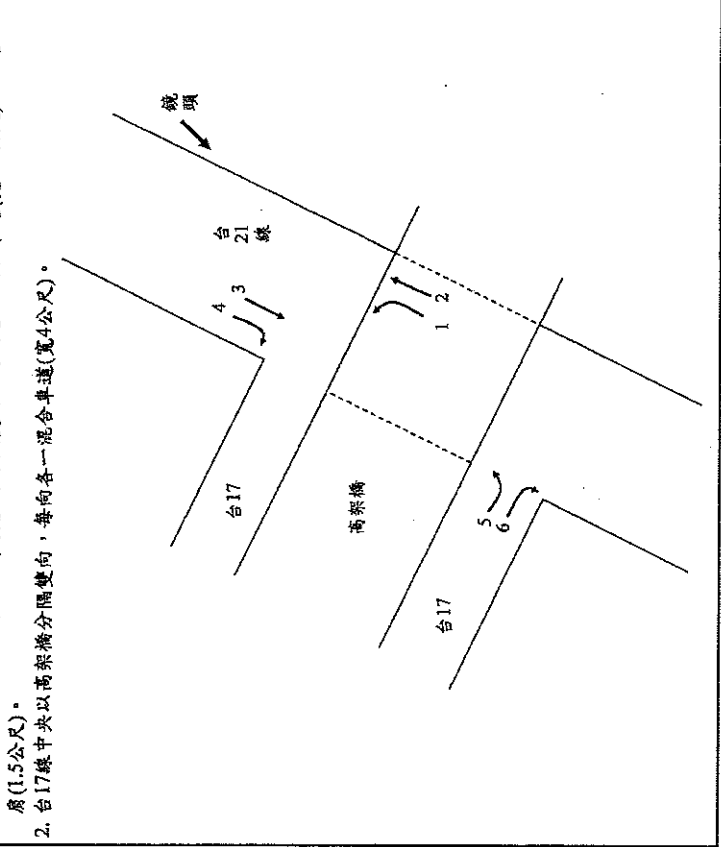 肩(1.5公尺)。
2. 台17線中央以高架橋分隔雙向，每向各一混合車道(寬4公尺)。
鏡頭
台21線
4
3
台17
1
2
高架橋
5
6
台17